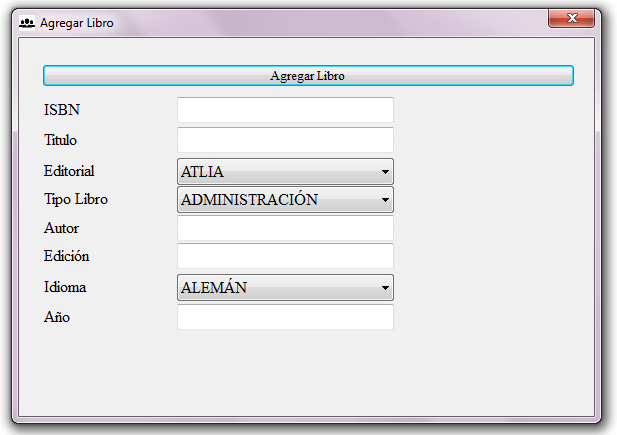 Agregar Libro
Agregar Libro
ISBN
Titulo
Editorial ATLIA
Tipo Libro ADMINISTRACIÓN
Autor
Edición
Idioma ALEMÁN
Año